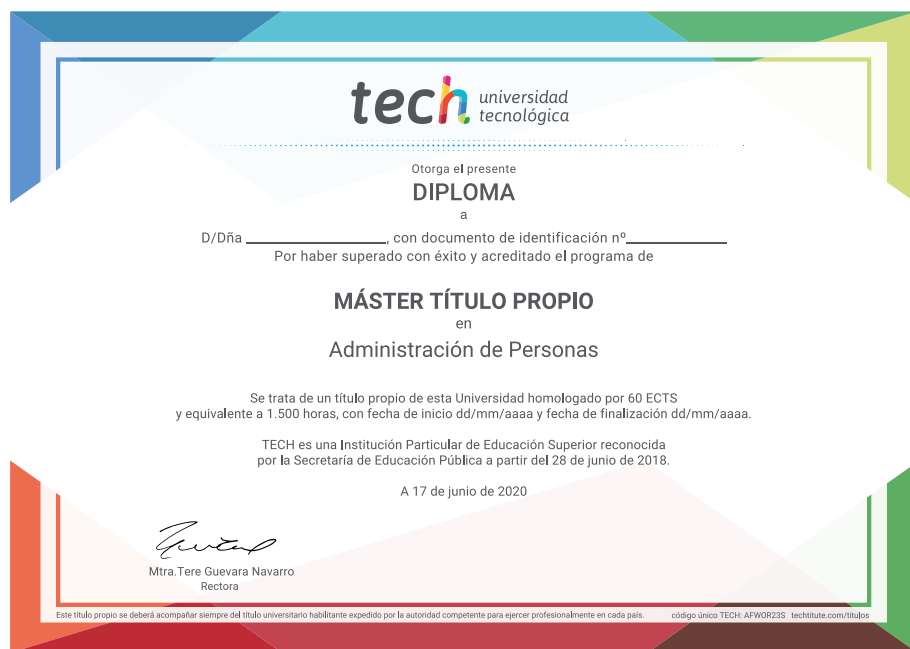 tech universidad
tecnológica
Otorga el presente
DIPLOMA
a
D/Dña ____________________, con documento de identificación nº______________
Por haber superado con éxito y acreditado el programa de
MÁSTER TÍTULO PROPIO
en
Administración de Personas
Se trata de un título propio de esta Universidad homologado por 60 ECTS
y equivalente a 1.500 horas, con fecha de inicio dd/mm/aaaa y fecha de finalización dd/mm/aaaa.
TECH es una Institución Particular de Educación Superior reconocida
por la Secretaría de Educación Pública a partir del 28 de junio de 2018.
A 17 de junio de 2020
Mtra.Tere Guevara Navarro
Rectora
Este título propio se deberá acompañar siempre del título universitario habilitante expedido por la autoridad competente para ejercer profesionalmente en cada país. código único TECH: AFWOR23S techtitute.com/titulos